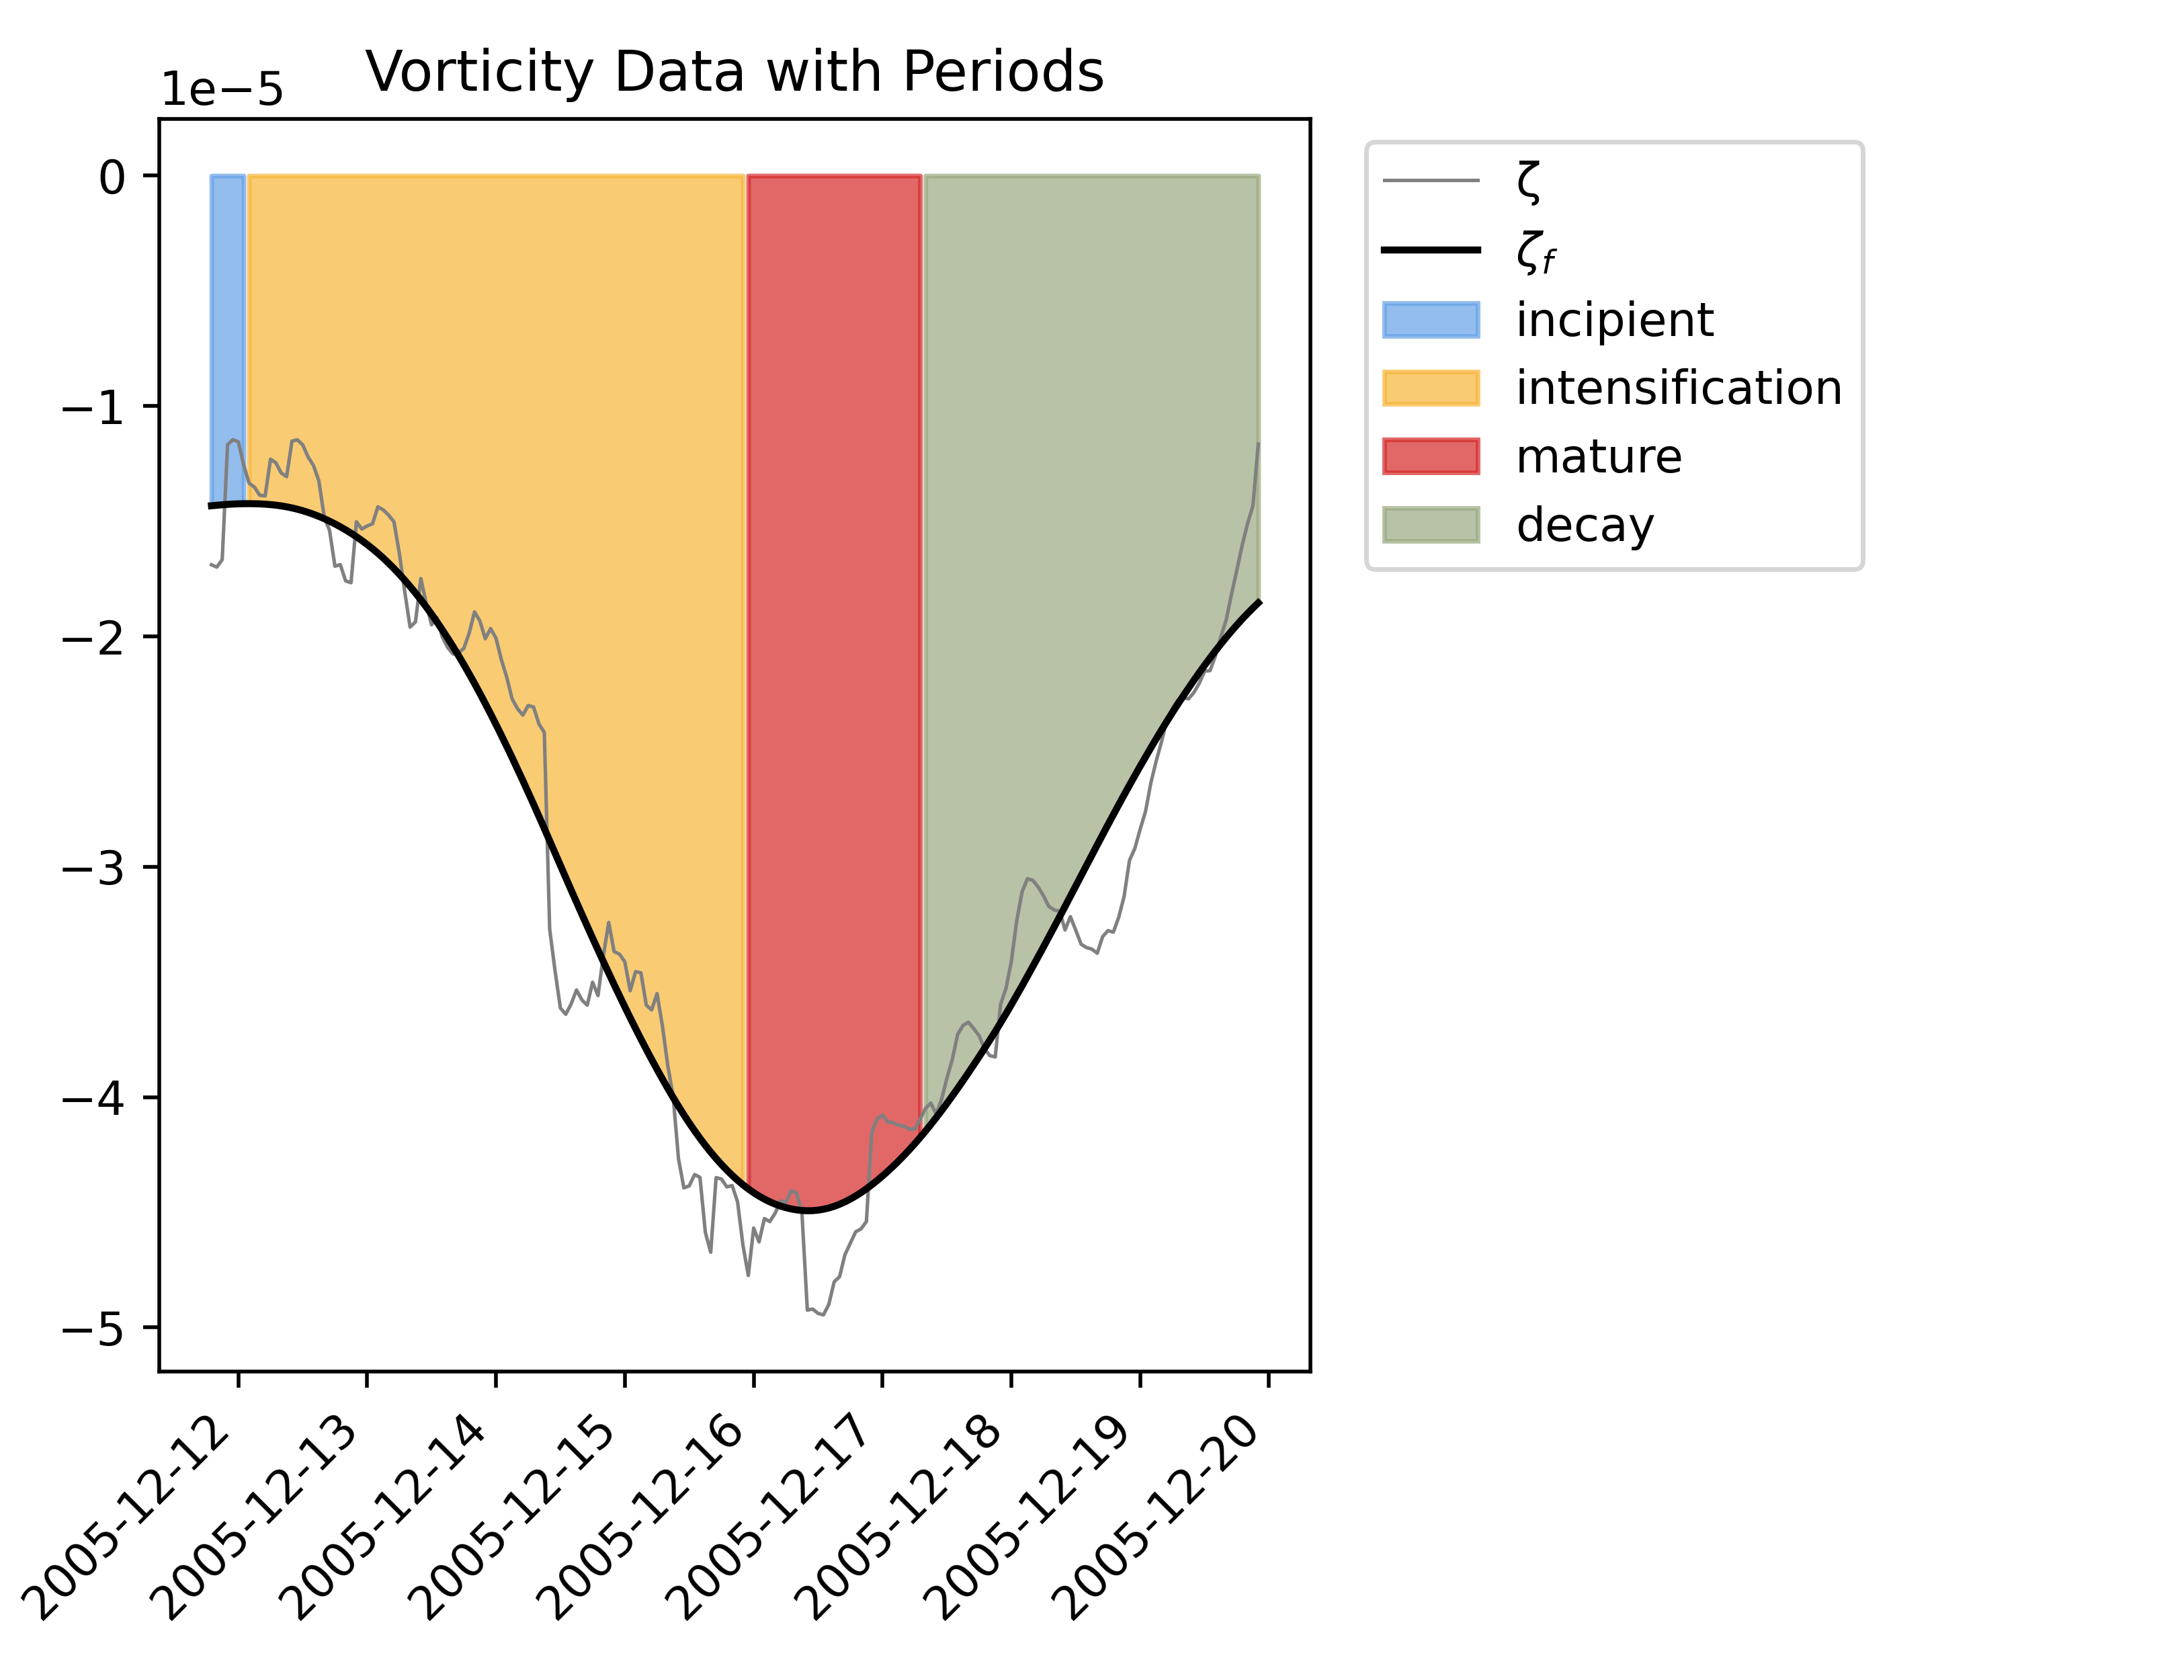 Vorticity Data with Periods
1e−5
0
−1
−2
−3
−4
−5
2005-12-12
2005-12-13
2005-12-14
2005-12-15
2005-12-16
2005-12-17
2005-12-18
2005-12-19
2005-12-20
ζ
ζf
incipient
intensification
mature
decay